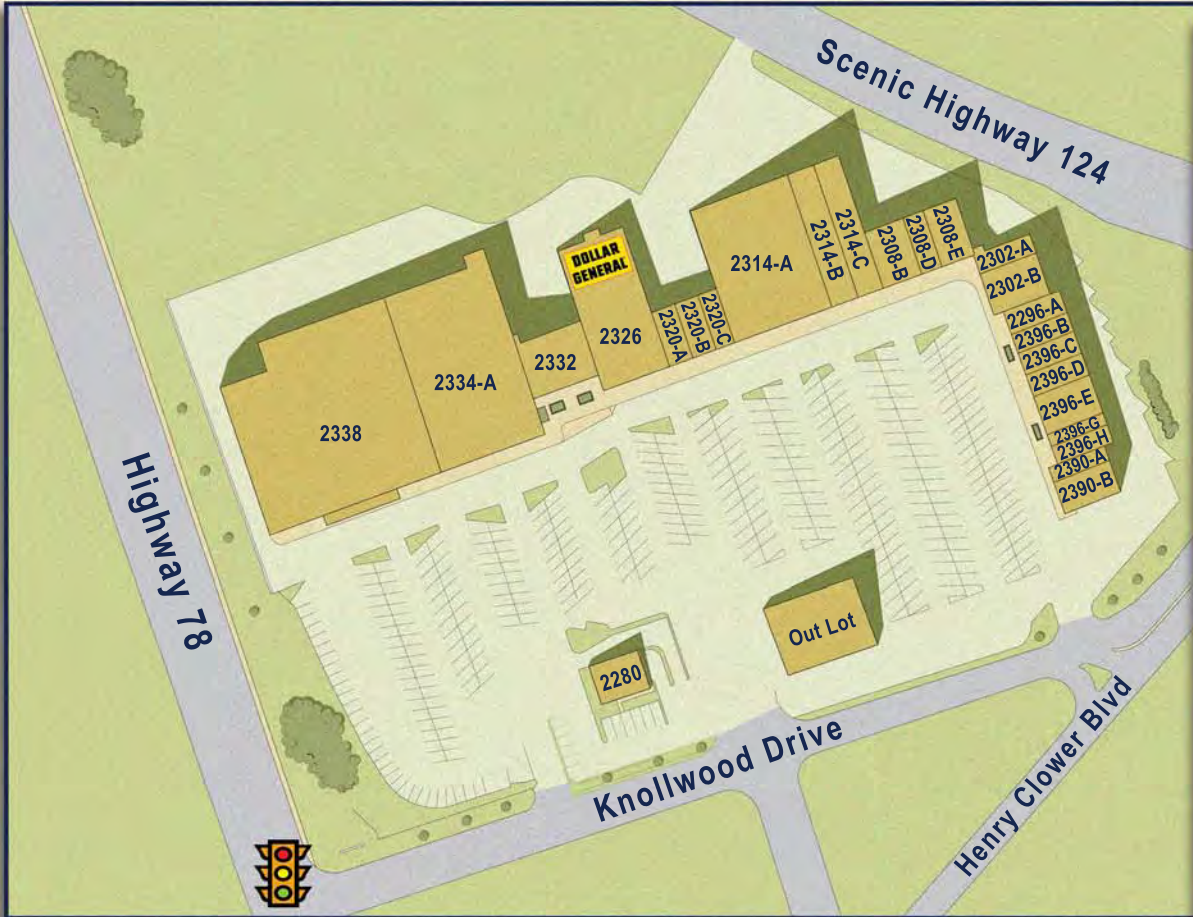 Scenic Highway 124
DOLLAR
GENERAL
2314-A
2314-B
2314-C
2308-B
2308-D
2308-E
2302-A
2302-B
2296-A
2396-B
2396-C
2396-D
2396-E
2396-G
2396-H
2390-A
2390-B
2320-A
2320-B
2320-C
2326
2332
2334-A
2338
Highway 78
Out Lot
2280
Knollwood Drive
Henry Clower Blvd